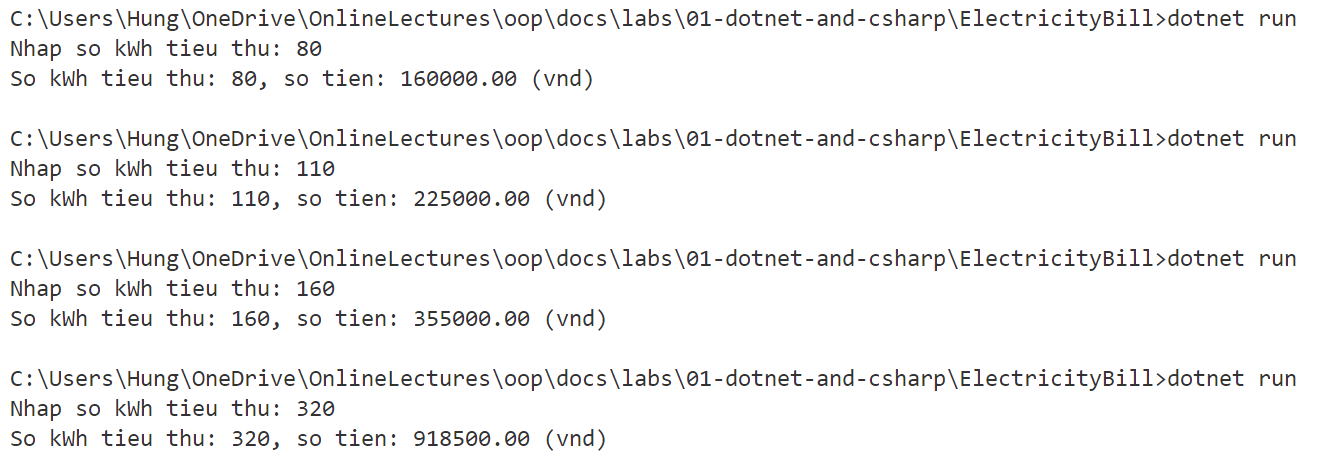 C:\Users\Hung\OneDrive\OnlineLectures\oop\docs\labs\01-dotnet-and-csharp\ElectricityBill>dotnet run
Nhap so kWh tieu thu: 80
So kWh tieu thu: 80, so tien: 160000.00 (vnd)
C:\Users\Hung\OneDrive\OnlineLectures\oop\docs\labs\01-dotnet-and-csharp\ElectricityBill>dotnet run
Nhap so kWh tieu thu: 110
So kWh tieu thu: 110, so tien: 225000.00 (vnd)
C:\Users\Hung\OneDrive\OnlineLectures\oop\docs\labs\01-dotnet-and-csharp\ElectricityBill>dotnet run
Nhap so kWh tieu thu: 160
So kWh tieu thu: 160, so tien: 355000.00 (vnd)
C:\Users\Hung\OneDrive\OnlineLectures\oop\docs\labs\01-dotnet-and-csharp\ElectricityBill>dotnet run
Nhap so kWh tieu thu: 320
So kWh tieu thu: 320, so tien: 918500.00 (vnd)